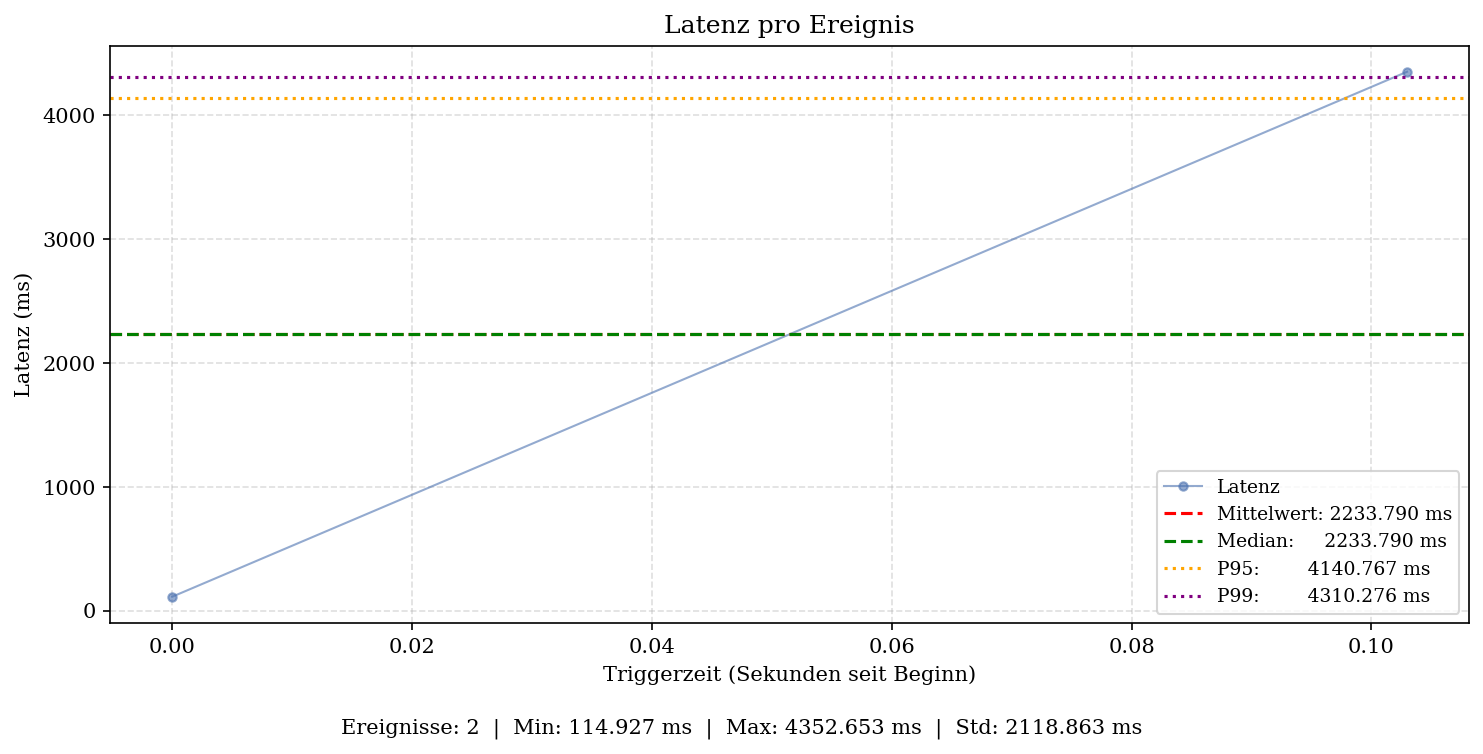 Latenz pro Ereignis
Latenz (ms)
4000
3000
2000
1000
0
Latenz
Mittelwert: 2233.790 ms
Median: 2233.790 ms
P95: 4140.767 ms
P99: 4310.276 ms
0.00 0.02 0.04 0.06 0.08 0.10
Triggerzeit (Sekunden seit Beginn)
Ereignisse: 2 | Min: 114.927 ms | Max: 4352.653 ms | Std: 2118.863 ms